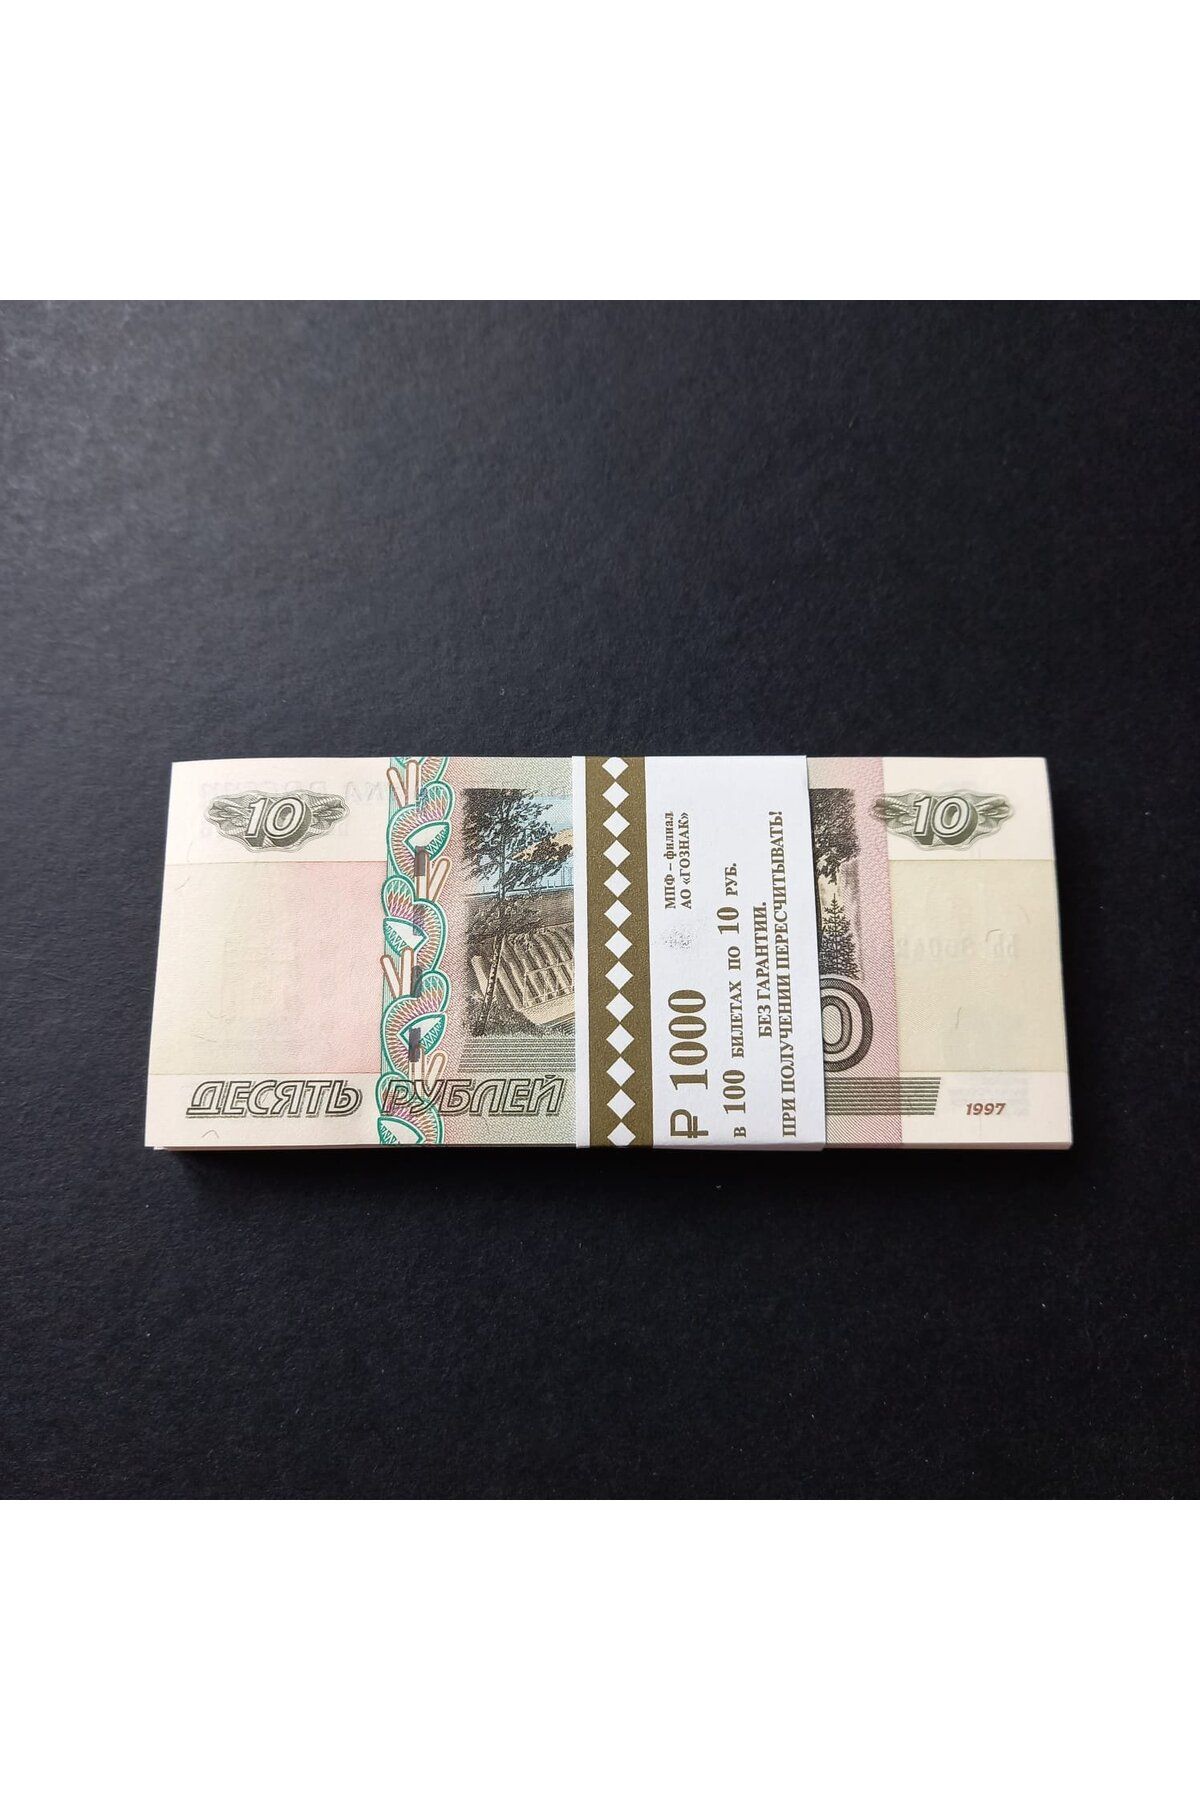 10
10
ДЕСЯТЬ РУБЛЕЙ
1997
МПФ – филиал
АО «ГОЗНАК»
₽ 1000
в 100 БИЛЕТАХ по 10 РУБ.
БЕЗ ГАРАНТИИ.
ПРИ ПОЛУЧЕНИИ ПЕРЕСЧИТЫВАТЬ!